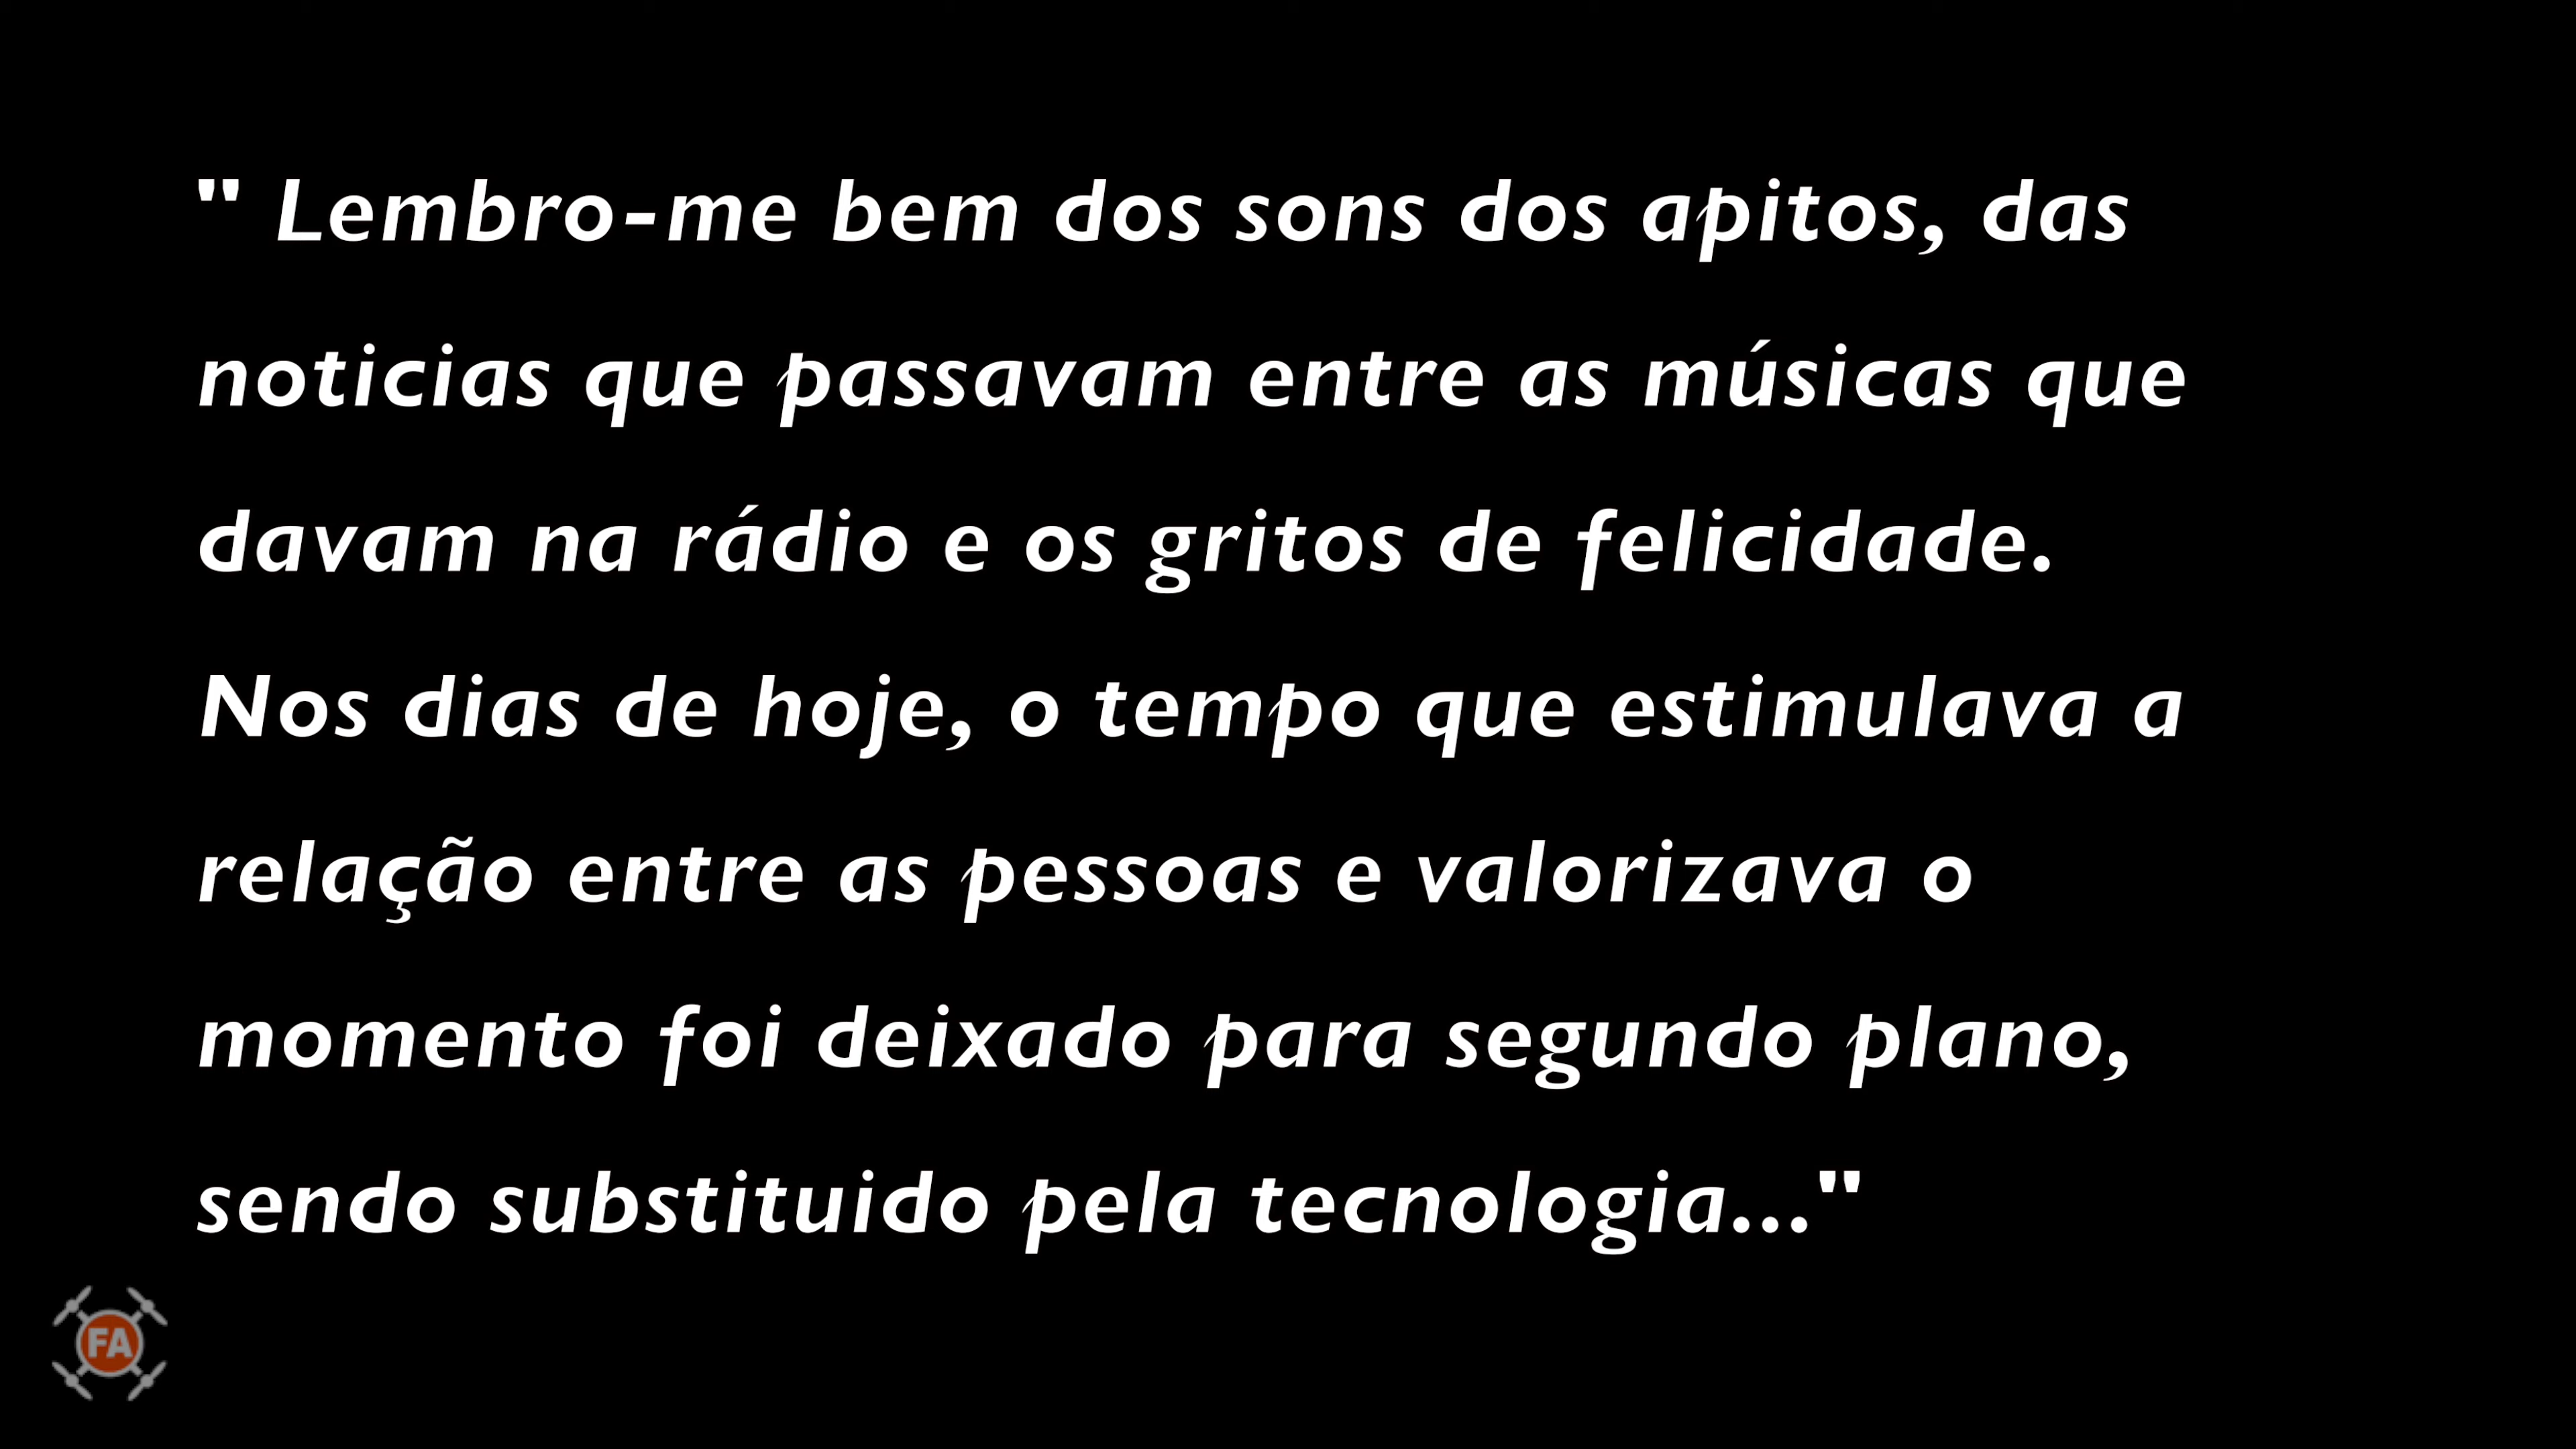 " Lembro-me bem dos sons dos apitos, das
noticias que passavam entre as músicas que
davam na rádio e os gritos de felicidade.
Nos dias de hoje, o tempo que estimulava a
relação entre as pessoas e valorizava o
momento foi deixado para segundo plano,
sendo substituido pela tecnologia..."
FA